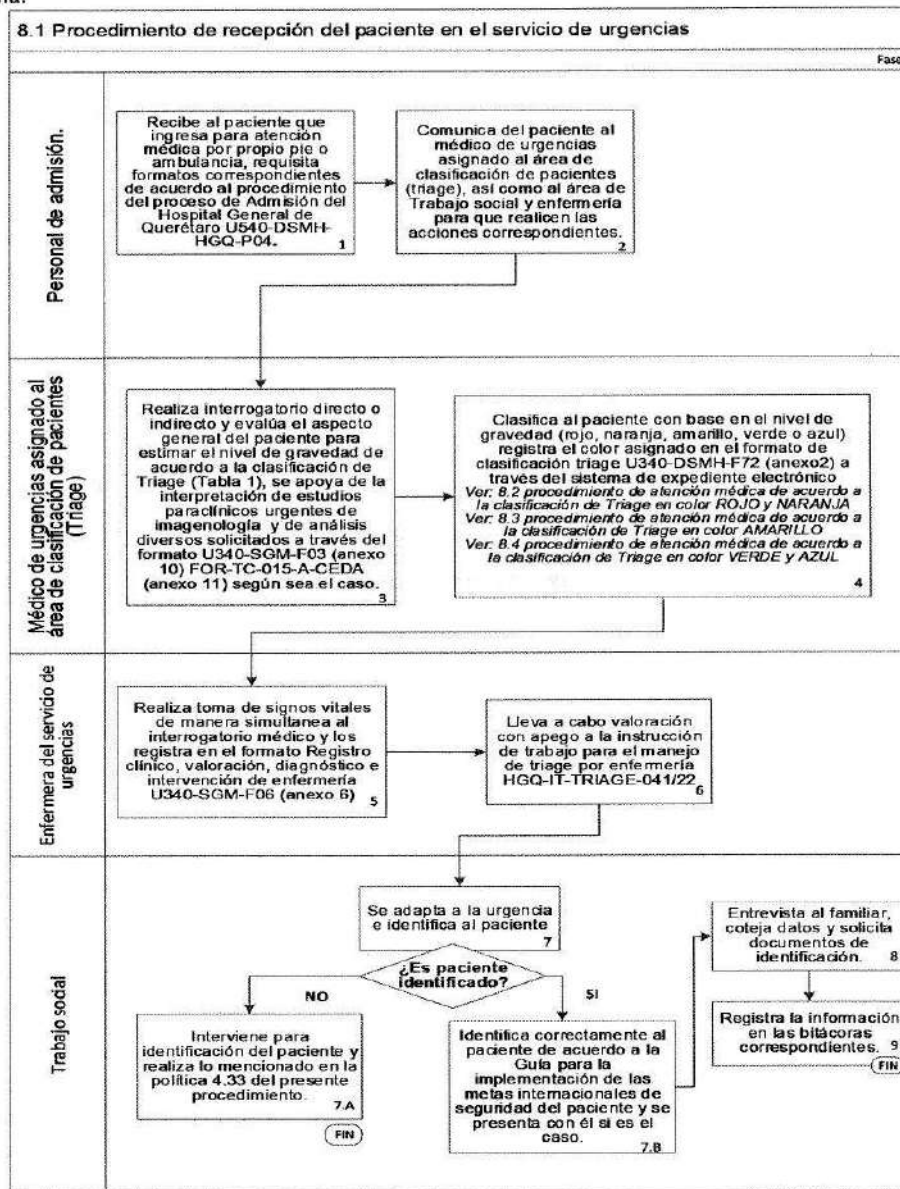 8.1 Procedimiento de recepción del paciente en el servicio de urgencias
Fase
Personal de admisión.
Recibe al paciente que
ingresa para atención
médica por propio pie o
ambulancia, requisita
formatos correspondientes
de acuerdo al procedimiento
del proceso de Admisión del
Hospital General de
Querétaro U540-DSMH-
HGQ-P04.
1
Comunica del paciente al
médico de urgencias
asignado al área de
clasificación de pacientes
(triage), así como al área de
Trabajo social y enfermería
para que realicen las
acciones correspondientes.
2
Médico de urgencias asignado al
área de clasificación de pacientes
(Triage)
Realiza interrogatorio directo o
indirecto y evalúa el aspecto
general del paciente para
estimar el nivel de gravedad de
acuerdo a la clasificación de
Triage (Tabla 1), se apoya de la
interpretación de estudios
paraclínicos urgentes de
imagenología y de análisis
diversos solicitados a través del
formato U340-SGM-F03 (anexo
10) FOR-TC-015-A-CEDA
(anexo 11) según sea el caso.
3
Clasifica al paciente con base en el nivel de
gravedad (rojo, naranja, amarillo, verde o azul)
registra el color asignado en el formato de
clasificación triage U340-DSMH-F72 (anexo2) a
través del sistema de expediente electrónico
Ver: 8.2 procedimiento de atención médica de acuerdo a
la clasificación de Triage en color ROJO y NARANJA
Ver: 8.3 procedimiento de atención médica de acuerdo a
la clasificación de Triage en color AMARILLO
Ver: 8.4 procedimiento de atención médica de acuerdo a
la clasificación de Triage en color VERDE y AZUL
4
Enfermera del servicio de
urgencias
Realiza toma de signos vitales
de manera simultanea al
interrogatorio médico y los
registra en el formato Registro
clínico, valoración, diagnóstico e
intervención de enfermería
U340-SGM-F06 (anexo 6)
5
Lleva a cabo valoración
con apego a la instrucción
de trabajo para el manejo
de triage por enfermería
HGQ-IT-TRIAGE-041/22
6
Trabajo social
Se adapta a la urgencia
e identifica al paciente
7
¿Es paciente
identificado?
NO
SI
Interviene para
identificación del paciente y
realiza lo mencionado en la
política 4.33 del presente
procedimiento.
7.A
FIN
Identifica correctamente al
paciente de acuerdo a la
Guía para la
implementación de las
metas internacionales de
seguridad del paciente y se
presenta con él si es el
caso.
7.B
Entrevista al familiar,
coteja datos y solicita
documentos de
identificación.
8
Registra la información
en las bitácoras
correspondientes.
9
FIN